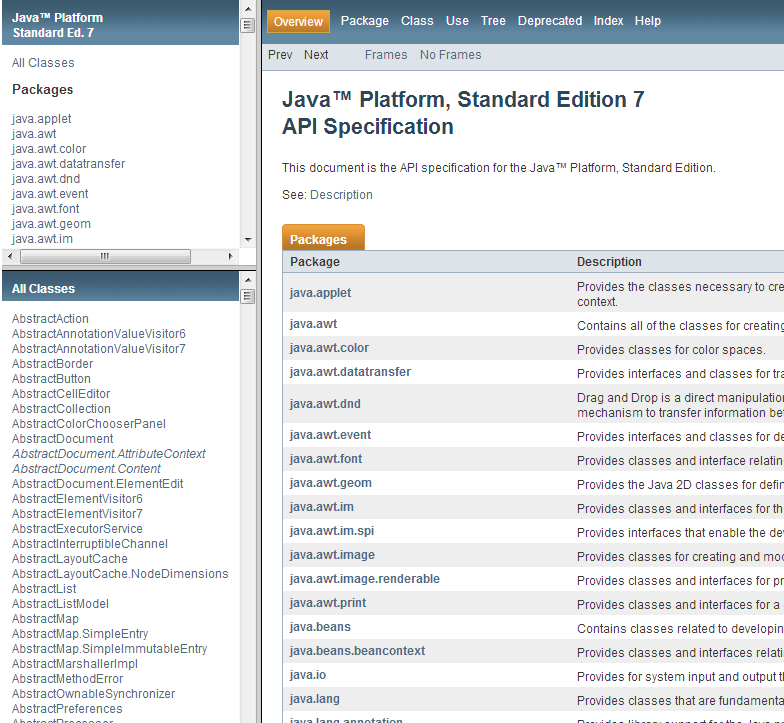 Java™ Platform
Standard Ed. 7
All Classes
Packages
java.applet
java.awt
java.awt.color
java.awt.datatransfer
java.awt.dnd
java.awt.event
java.awt.font
java.awt.geom
java.awt.im
All Classes
AbstractAction
AbstractAnnotationValueVisitor6
AbstractAnnotationValueVisitor7
AbstractBorder
AbstractButton
AbstractCellEditor
AbstractCollection
AbstractColorChooserPanel
AbstractDocument
AbstractDocument.AttributeContext
AbstractDocument.Content
AbstractDocument.ElementEdit
AbstractElementVisitor6
AbstractElementVisitor7
AbstractExecutorService
AbstractInterruptibleChannel
AbstractLayoutCache
AbstractLayoutCache.NodeDimensions
AbstractList
AbstractListModel
AbstractMap
AbstractMap.SimpleEntry
AbstractMap.SimpleImmutableEntry
AbstractMarshallerImpl
AbstractMethodError
AbstractOwnableSynchronizer
AbstractPreferences
AbstractProcessor
Overview Package Class Use Tree Deprecated Index Help
Prev Next Frames No Frames
Java™ Platform, Standard Edition 7
API Specification
This document is the API specification for the Java™ Platform, Standard Edition.
See: Description
Packages
Package Description
java.applet Provides the classes necessary to cre
context.
java.awt Contains all of the classes for creating
java.awt.color Provides classes for color spaces.
java.awt.datatransfer Provides interfaces and classes for tra
java.awt.dnd Drag and Drop is a direct manipulation
mechanism to transfer information be
java.awt.event Provides interfaces and classes for de
java.awt.font Provides classes and interface relatin
java.awt.geom Provides the Java 2D classes for defin
java.awt.im Provides classes and interfaces for the
java.awt.im.spi Provides interfaces that enable the de
java.awt.image Provides classes for creating and mod
java.awt.image.renderable Provides classes and interfaces for pr
java.awt.print Provides classes and interfaces for a
java.beans Contains classes related to developin
java.beans.beancontext Provides classes and interfaces relati
java.io Provides for system input and output t
java.lang Provides classes that are fundamenta
java.lang.annotation Provides library support for the Java